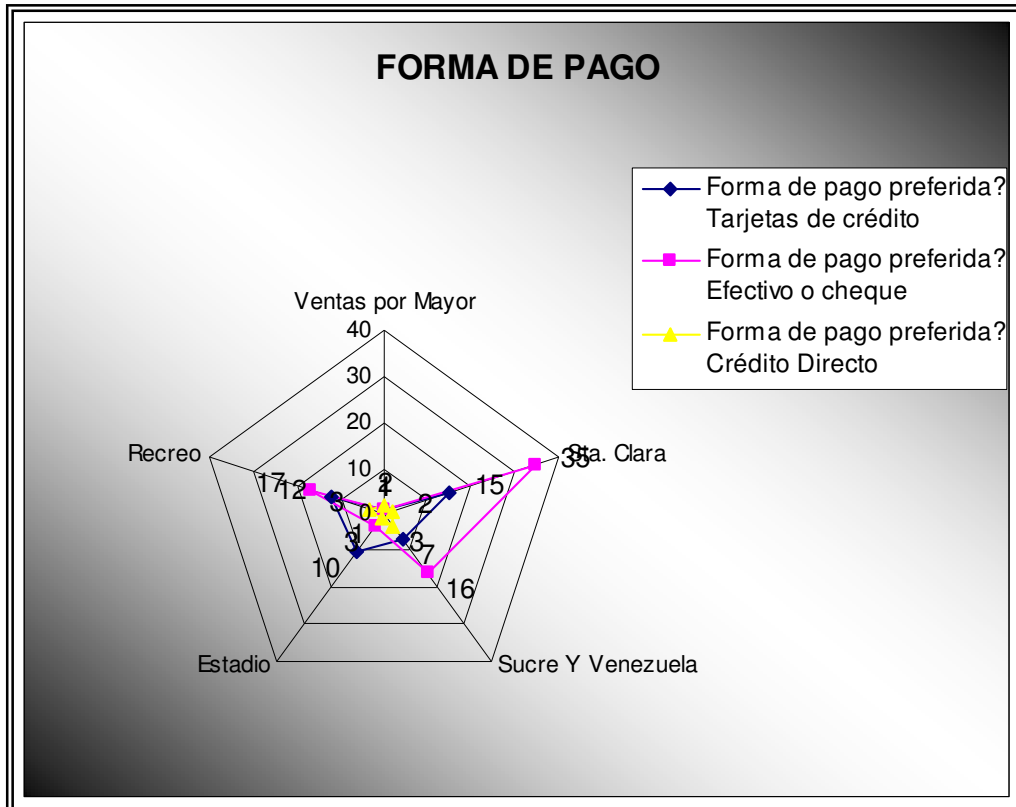 FORMA DE PAGO
Forma de pago preferida?
Tarjetas de crédito
Forma de pago preferida?
Efectivo o cheque
Forma de pago preferida?
Crédito Directo
Ventas por Mayor
40
30
20
10
0
Recreo
17
12
3
2
15
35
Sta. Clara
1
3
7
3
10
16
Estadio
Sucre Y Venezuela